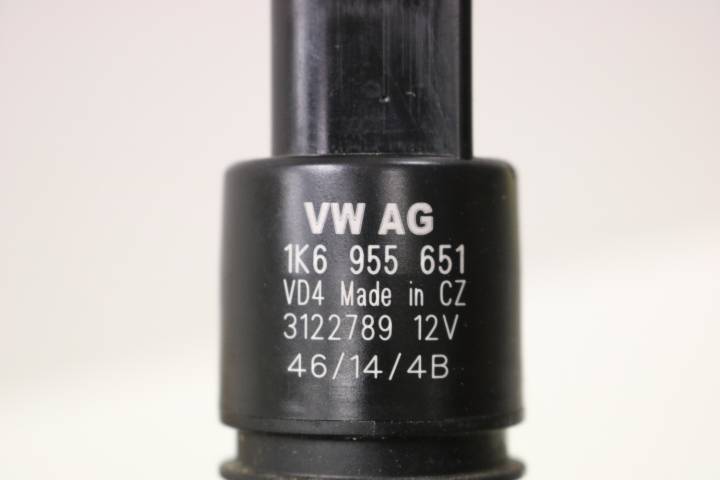 VW AG
1K6 955 651
VD4 Made in CZ
3122789 12V
46/14/4B